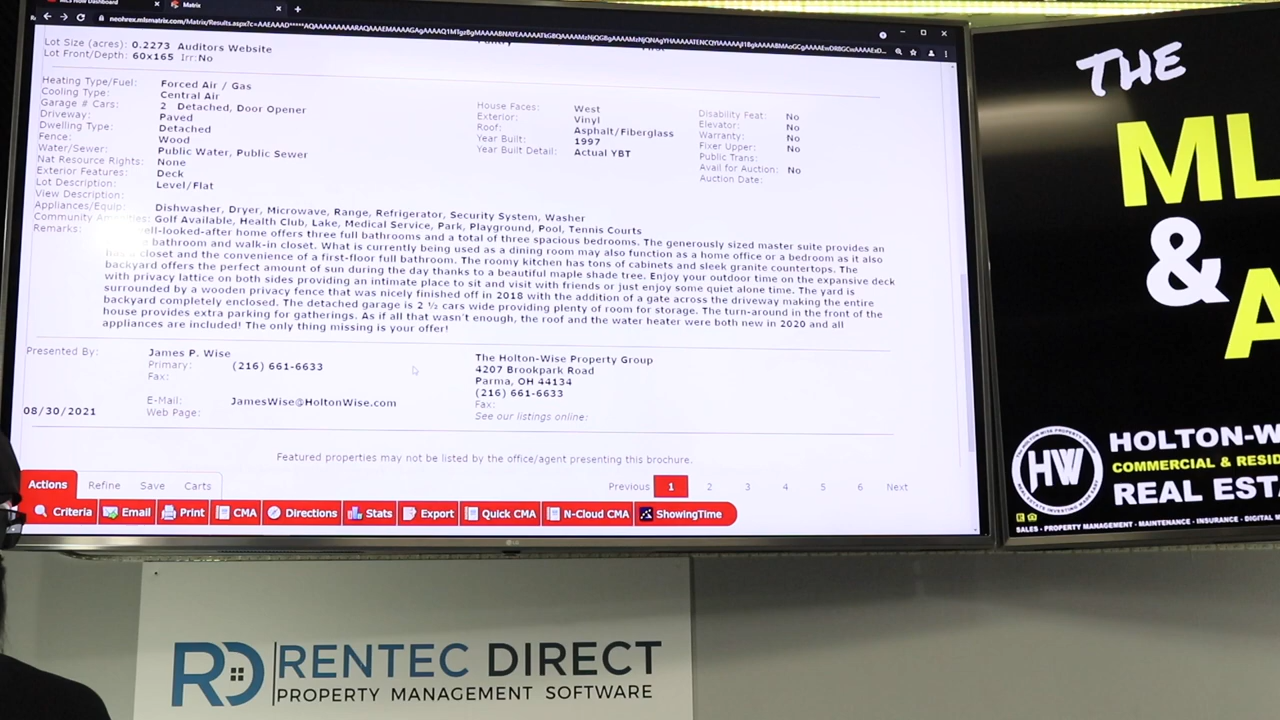 MLS Now Dashboard
Matrix
Lot Size (acres): 0.2273 Auditors Website
Lot Front/Depth: 60x165 Irr:No
Heating Type/Fuel: Forced Air / Gas
Cooling Type: Central Air
Garage # Cars: 2 Detached, Door Opener
Driveway: Paved
Dwelling Type: Detached
Fence: Wood
Water/Sewer: Public Water, Public Sewer
Nat Resource Rights: None
Exterior Features: Deck
Lot Description: Level/Flat
View Description:
House Faces: West
Exterior: Vinyl
Roof: Asphalt/Fiberglass
Year Built: 1997
Year Built Detail: Actual YBT
Disability Feat: No
Elevator: No
Warranty: No
Fixer Upper: No
Public Trans:
Avail for Auction: No
Auction Date:
Appliances/Equip: Dishwasher, Dryer, Microwave, Range, Refrigerator, Security System, Washer
Community Amenities: Golf Available, Health Club, Lake, Medical Service, Park, Playground, Pool, Tennis Courts
Remarks: ell-looked-after home offers three full bathrooms and a total of three spacious bedrooms. The generously sized master suite provides an
bathroom and walk-in closet. What is currently being used as a dining room may also function as a home office or a bedroom as it also
has a closet and the convenience of a first-floor full bathroom. The roomy kitchen has tons of cabinets and sleek granite countertops. The
backyard offers the perfect amount of sun during the day thanks to a beautiful maple shade tree. Enjoy your outdoor time on the expansive deck
with privacy lattice on both sides providing an intimate place to sit and visit with friends or just enjoy some quiet alone time. The yard is
surrounded by a wooden privacy fence that was nicely finished off in 2018 with the addition of a gate across the driveway making the entire
backyard completely enclosed. The detached garage is 2 ½ cars wide providing plenty of room for storage. The turn-around in the front of the
house provides extra parking for gatherings. As if all that wasn't enough, the roof and the water heater were both new in 2020 and all
appliances are included! The only thing missing is your offer!
Presented By: James P. Wise
Primary: (216) 661-6633
Fax:
E-Mail: JamesWise@HoltonWise.com
Web Page:
08/30/2021
The Holton-Wise Property Group
4207 Brookpark Road
Parma, OH 44134
(216) 661-6633
Fax:
See our listings online:
Featured properties may not be listed by the office/agent presenting this brochure.
Actions Refine Save Carts
Previous 1 2 3 4 5 6 Next
Criteria Email Print CMA Directions Stats Export Quick CMA N-Cloud CMA ShowingTime
LG
THE
ML
&
A
HW
HOLTON-W
COMMERCIAL & RESID
REAL EST
SALES - PROPERTY MANAGEMENT - MAINTENANCE - INSURANCE - DIGITAL M
RD RENTEC DIRECT
PROPERTY MANAGEMENT SOFTWARE